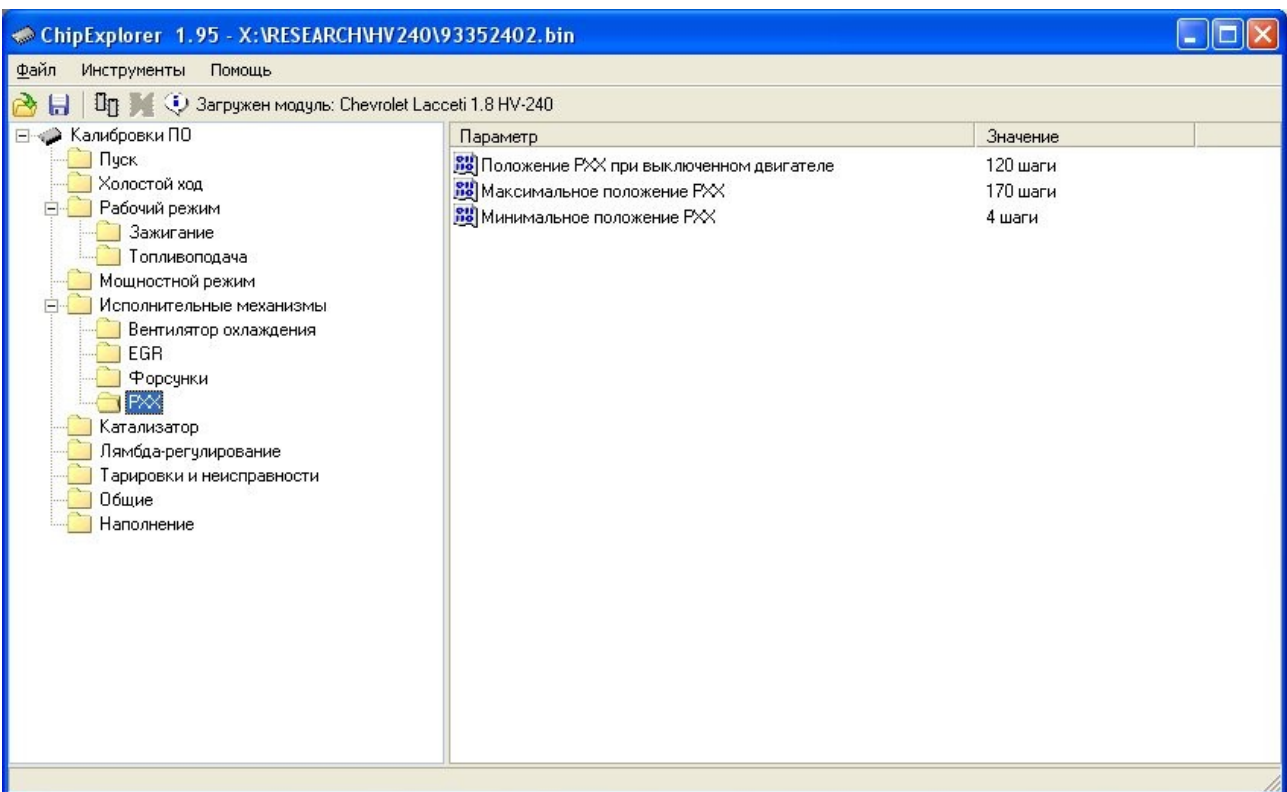 ChipExplorer 1.95 - X:\RESEARCH\HV240\93352402.bin
Файл Инструменты Помощь
Загружен модуль: Chevrolet Lacceti 1.8 HV-240
Калибровки ПО
Пуск
Холостой ход
Рабочий режим
Зажигание
Топливоподача
Мощностной режим
Исполнительные механизмы
Вентилятор охлаждения
EGR
Форсунки
РХХ
Катализатор
Лямбда-регулирование
Тарировки и неисправности
Общие
Наполнение
Параметр Значение
Положение РХХ при выключенном двигателе 120 шаги
Максимальное положение РХХ 170 шаги
Минимальное положение РХХ 4 шаги